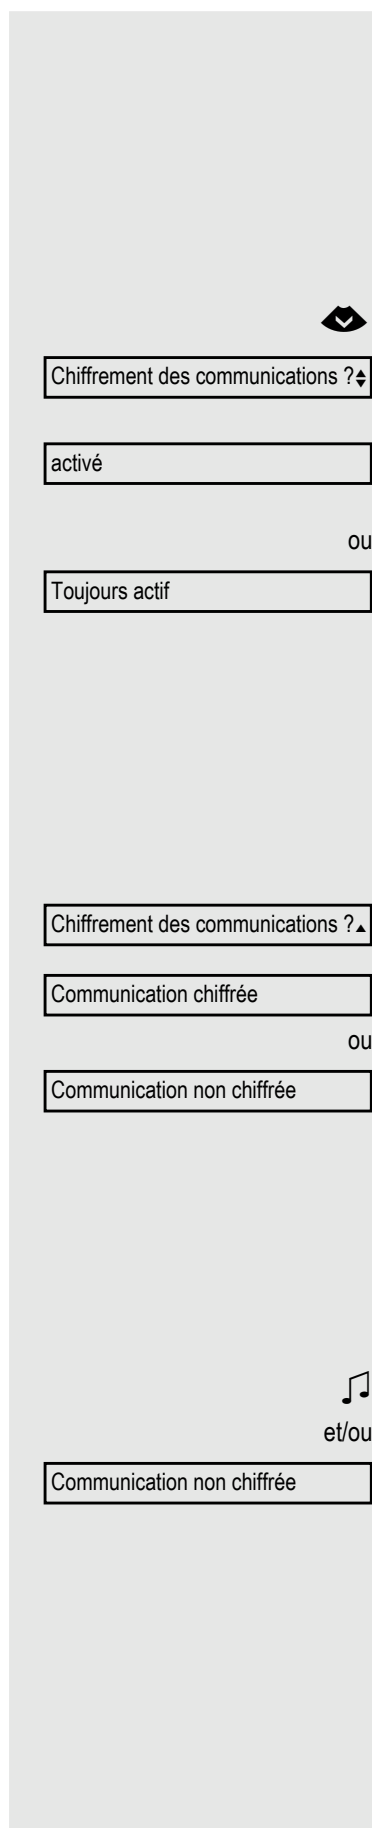 Chiffrement des communications ?
activé
ou
Toujours actif
Chiffrement des communications ?
Communication chiffrée
ou
Communication non chiffrée
et/ou
Communication non chiffrée